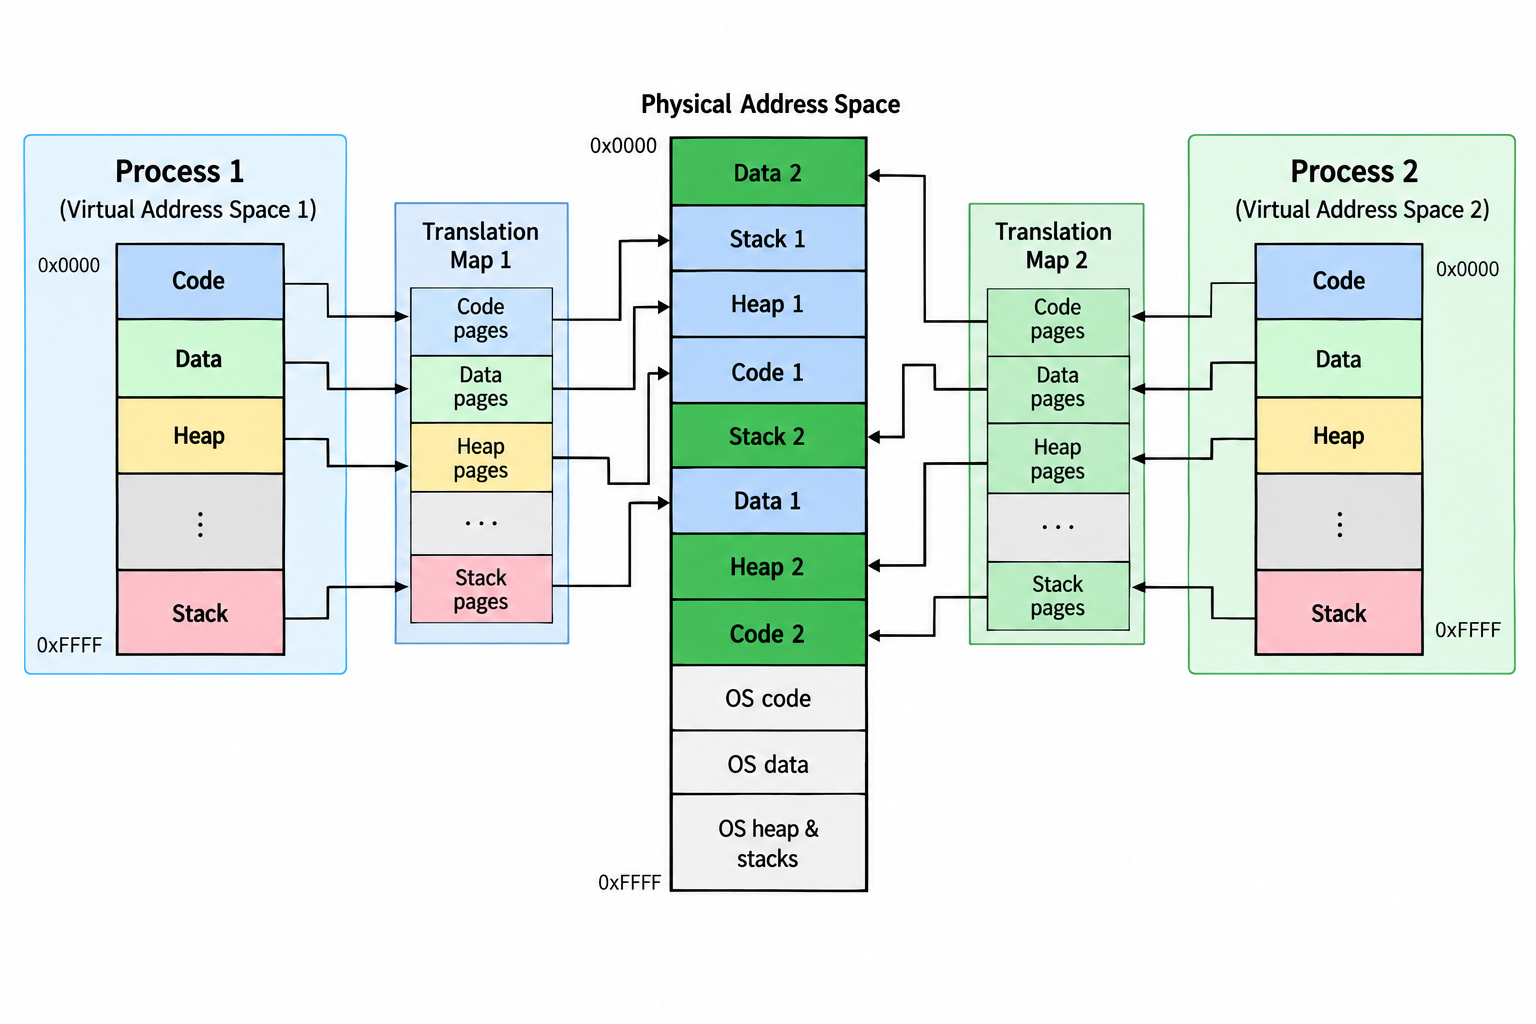 Physical Address Space
Process 1
(Virtual Address Space 1)
0x0000
Code
Data
Heap
⋮
Stack
0xFFFF
Translation
Map 1
Code
pages
Data
pages
Heap
pages
...
Stack
pages
0x0000
Data 2
Stack 1
Heap 1
Code 1
Stack 2
Data 1
Heap 2
Code 2
OS code
OS data
OS heap &
stacks
0xFFFF
Translation
Map 2
Code
pages
Data
pages
Heap
pages
...
Stack
pages
Process 2
(Virtual Address Space 2)
0x0000
Code
Data
Heap
⋮
Stack
0xFFFF